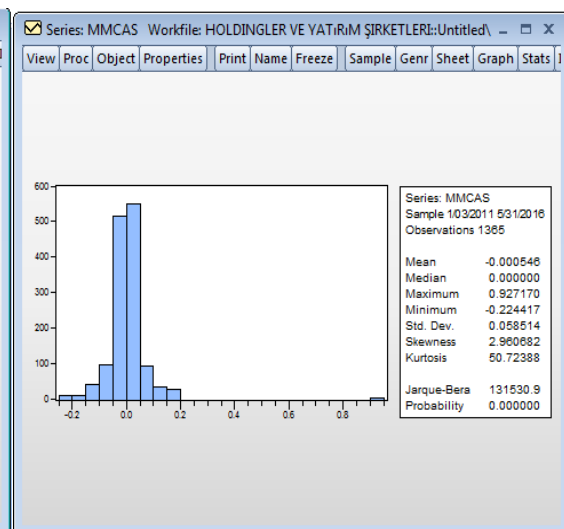 Series: MMCAS Workfile: HOLDINGLER VE YATıRıM ŞIRKETLERI::Untitled\
View Proc Object Properties Print Name Freeze Sample Genr Sheet Graph Stats
600
500
400
300
200
100
0
-0.2 0.0 0.2 0.4 0.6 0.8
Series: MMCAS
Sample 1/03/2011 5/31/2016
Observations 1365
Mean -0.000546
Median 0.000000
Maximum 0.927170
Minimum -0.224417
Std. Dev. 0.058514
Skewness 2.960682
Kurtosis 50.72388
Jarque-Bera 131530.9
Probability 0.000000